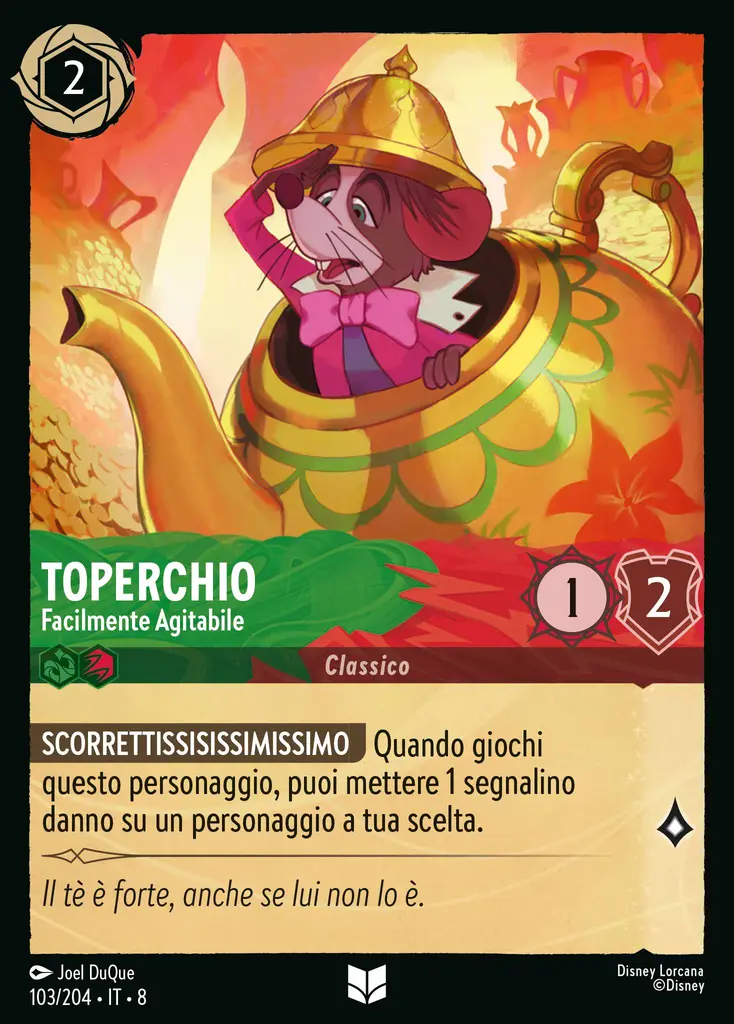 2
TOPERCHIO
Facilmente Agitabile
1
2
Classico
SCORRETTISSISISSIMISSIMO Quando giochi
questo personaggio, puoi mettere 1 segnalino
danno su un personaggio a tua scelta.
Il tè è forte, anche se lui non lo è.
Joel DuQue
103/204 • IT • 8
Disney Lorcana
©Disney